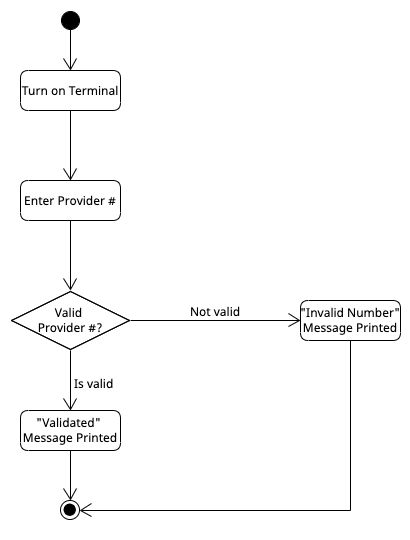 Turn on Terminal
Enter Provider #
Valid
Provider #?
Not valid
"Invalid Number"
Message Printed
Is valid
"Validated"
Message Printed